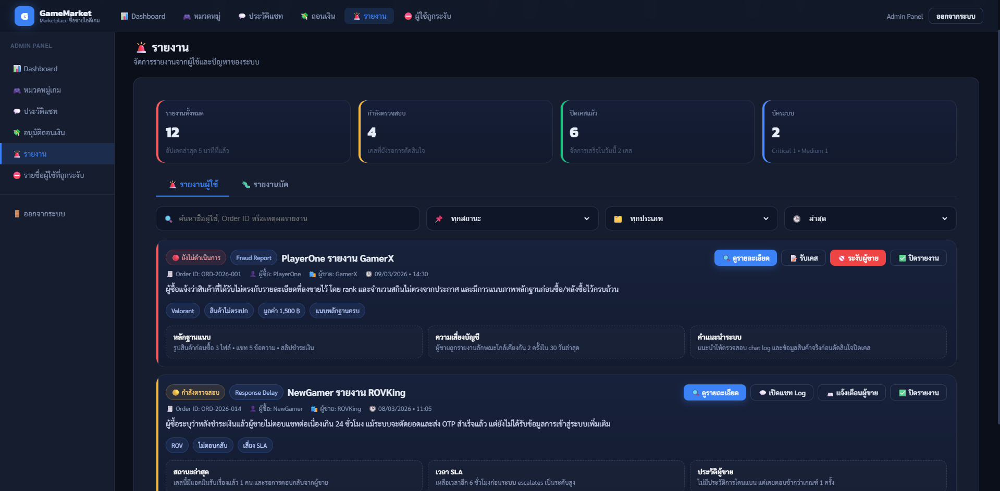 GameMarket
Marketplace ซื้อขายไอดีเกม
Dashboard
หมวดหมู่
ประวัติแชท
ถอนเงิน
รายงาน
ผู้ใช้ถูกระงับ
Admin Panel
ออกจากระบบ
ADMIN PANEL
Dashboard
หมวดหมู่เกม
ประวัติแชท
อนุมัติถอนเงิน
รายงาน
รายชื่อผู้ใช้ที่ถูกระงับ
ออกจากระบบ
รายงาน
จัดการรายงานจากผู้ใช้และปัญหาของระบบ
รายงานทั้งหมด
12
อัปเดตล่าสุด 5 นาทีที่แล้ว
กำลังตรวจสอบ
4
เคสที่ยังรอการตัดสินใจ
ปิดเคสแล้ว
6
จัดการเสร็จในวันนี้ 2 เคส
บัคระบบ
2
Critical 1 • Medium 1
รายงานผู้ใช้
รายงานบัค
ค้นหาชื่อผู้ใช้, Order ID หรือเหตุผลรายงาน
ทุกสถานะ
ทุกประเภท
ล่าสุด
ยังไม่ดำเนินการ
Fraud Report
PlayerOne รายงาน GamerX
ดูรายละเอียด
รับเคส
ระงับผู้ขาย
ปิดรายงาน
Order ID: ORD-2026-001
ผู้ซื้อ: PlayerOne
ผู้ขาย: GamerX
09/03/2026 • 14:30
ผู้ซื้อแจ้งว่าสินค้าที่ได้รับไม่ตรงกับรายละเอียดที่ลงขายไว้ โดย rank และจำนวนสกินไม่ตรงจากประกาศ และมีการแนบภาพหลักฐานก่อนซื้อ/หลังซื้อไว้ครบถ้วน
Valorant
สินค้าไม่ตรงปก
มูลค่า 1,500 ฿
แนบหลักฐานครบ
หลักฐานแนบ
รูปสินค้าก่อนซื้อ 3 ไฟล์ • แชท 5 ข้อความ • สลิปชำระเงิน
ความเสี่ยงบัญชี
ผู้ขายถูกรายงานลักษณะใกล้เคียงกัน 2 ครั้งใน 30 วันล่าสุด
คำแนะนำระบบ
แนะนำให้ตรวจสอบ chat log และข้อมูลสินค้าจริงก่อนตัดสินใจปิดเคส
กำลังตรวจสอบ
Response Delay
NewGamer รายงาน ROVKing
ดูรายละเอียด
เปิดแชท Log
แจ้งเตือนผู้ขาย
ปิดรายงาน
Order ID: ORD-2026-014
ผู้ซื้อ: NewGamer
ผู้ขาย: ROVKing
08/03/2026 • 11:05
ผู้ซื้อระบุว่าหลังชำระเงินแล้วผู้ขายไม่ตอบแชทต่อเนื่องเกิน 24 ชั่วโมง แม้ระบบจะตัดยอดและส่ง OTP สำเร็จแล้ว แต่ยังไม่ได้รับข้อมูลการเข้าสู่ระบบเพิ่มเติม
ROV
ไม่ตอบกลับ
เสี่ยง SLA
สถานะล่าสุด
เคสนี้มีแอดมินรับเรื่องแล้ว 1 คน และรอการตอบกลับจากผู้ขาย
เวลา SLA
เหลือเวลาอีก 6 ชั่วโมงก่อนระบบ escalates เป็นระดับสูง
ประวัติผู้ขาย
ไม่มีประวัติการโดนแบน แต่เคยตอบช้ากว่าเกณฑ์ 1 ครั้ง